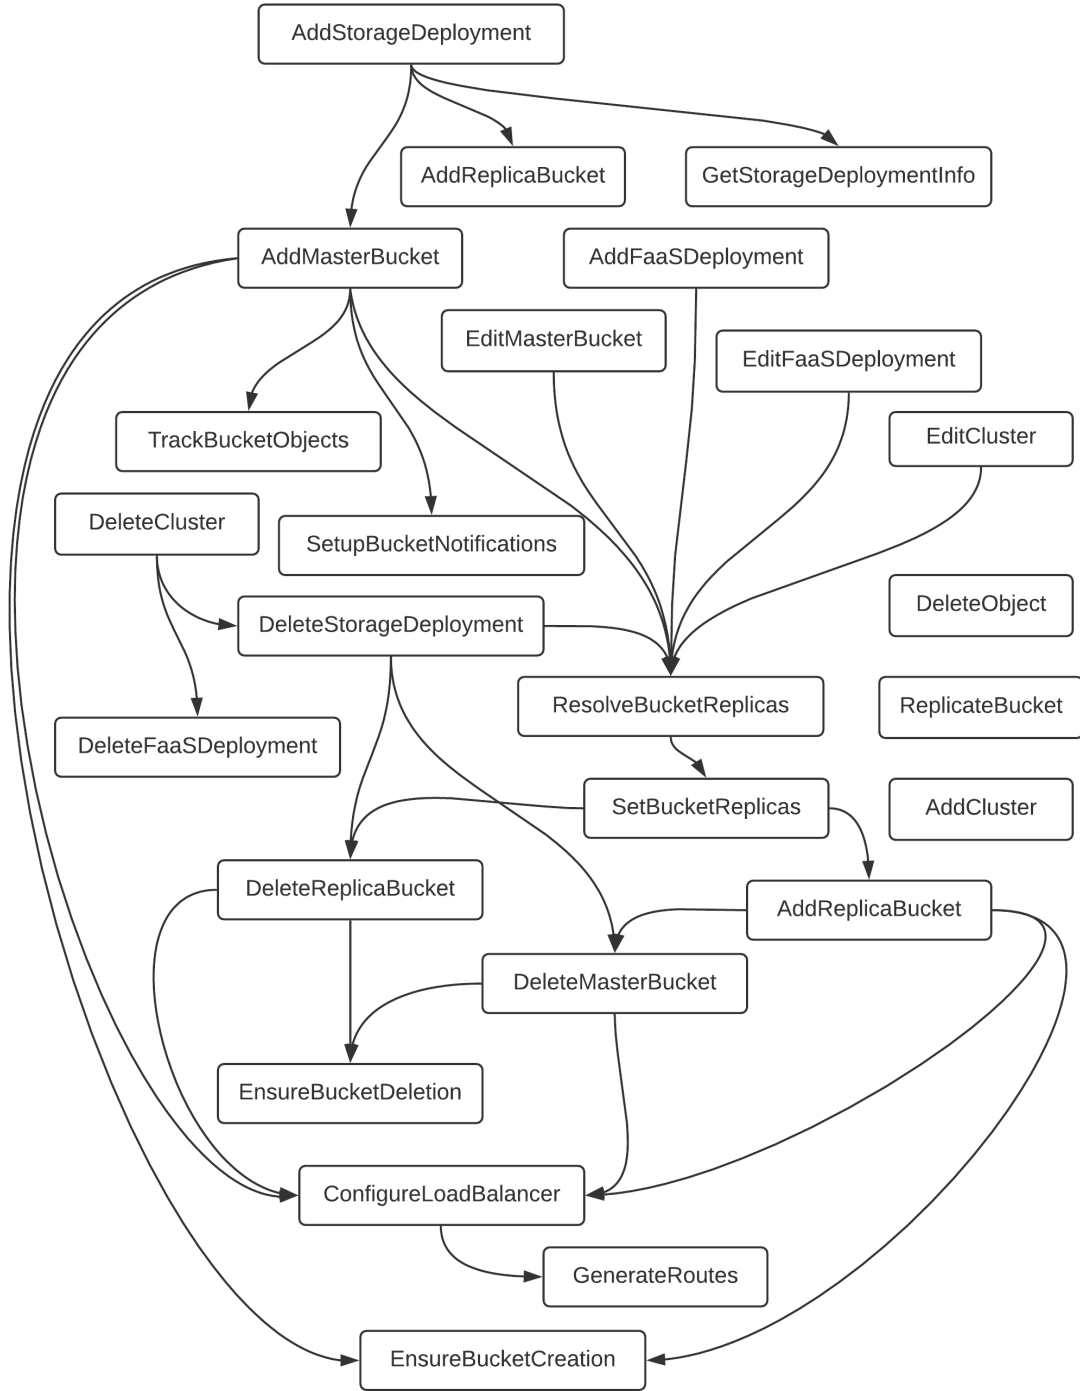 AddStorageDeployment
AddReplicaBucket
GetStorageDeploymentInfo
AddMasterBucket
AddFaaSDeployment
EditMasterBucket
EditFaaSDeployment
EditCluster
TrackBucketObjects
DeleteCluster
SetupBucketNotifications
DeleteObject
DeleteStorageDeployment
ResolveBucketReplicas
ReplicateBucket
DeleteFaaSDeployment
SetBucketReplicas
AddCluster
DeleteReplicaBucket
AddReplicaBucket
DeleteMasterBucket
EnsureBucketDeletion
ConfigureLoadBalancer
GenerateRoutes
EnsureBucketCreation